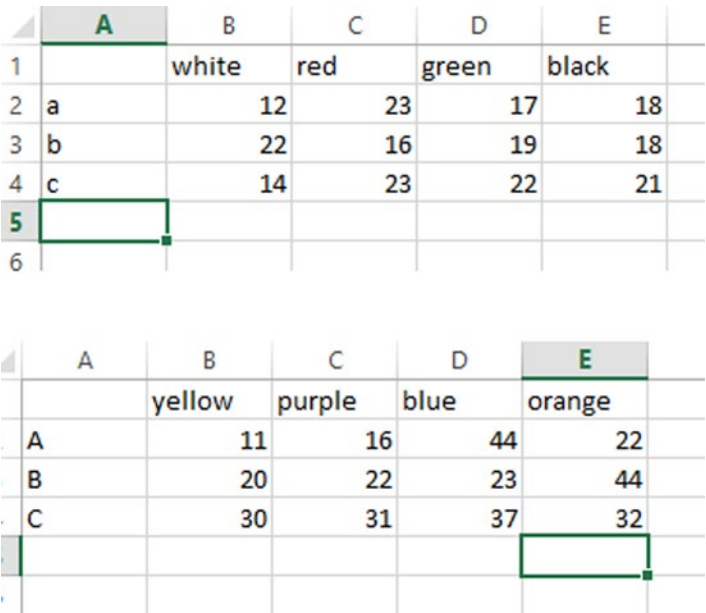 A B C D E
1 white red green black
2 a 12 23 17 18
3 b 22 16 19 18
4 c 14 23 22 21
5
6
A B C D E
yellow purple blue orange
A 11 16 44 22
B 20 22 23 44
C 30 31 37 32